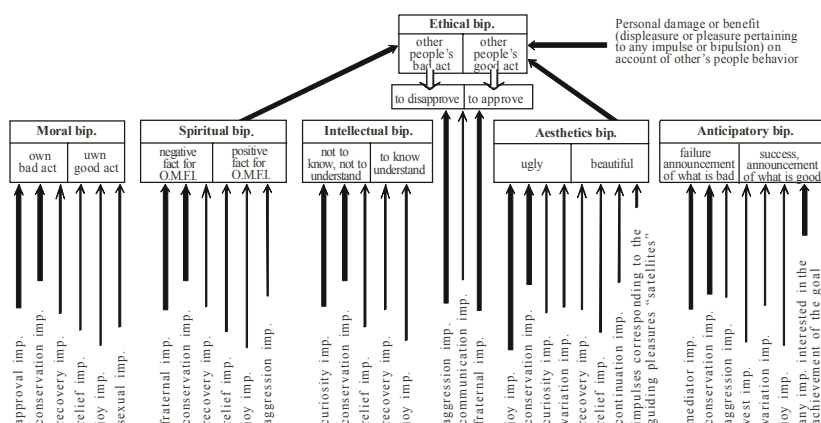 Ethical bip.
other
people's
bad act
other
people's
good act
Personal damage or benefit
(displeasure or pleasure pertaining
to any impulse or bipulsion) on
account of other's people behavior
to disapprove
to approve
Moral bip.
own
bad act
uwn
good act
Spiritual bip.
negative
fact for
O.M.F.I.
positive
fact for
O.M.F.I.
Intellectual bip.
not to
know, not to
understand
to know
understand
Aesthetics bip.
ugly
beautiful
Anticipatory bip.
failure
announcement
of what is bad
success,
announcement
of what is good
approval imp.
conservation imp.
recovery imp.
relief imp.
joy imp.
sexual imp.
fraternal imp.
conservation imp.
recovery imp.
relief imp.
joy imp.
aggression imp.
curiosity imp.
conservation imp.
relief imp.
recovery imp.
joy imp.
aggression imp.
communication imp.
fraternal imp.
joy imp.
conservation imp.
curiosity imp.
variation imp.
recovery imp.
relief imp.
continuation imp.
impulses corresponding to the
guiding pleasures "satellites"
mediator imp.
conservation imp.
aggression imp.
vest imp.
variation imp.
joy imp.
any imp. interested in the
achievement of the goal